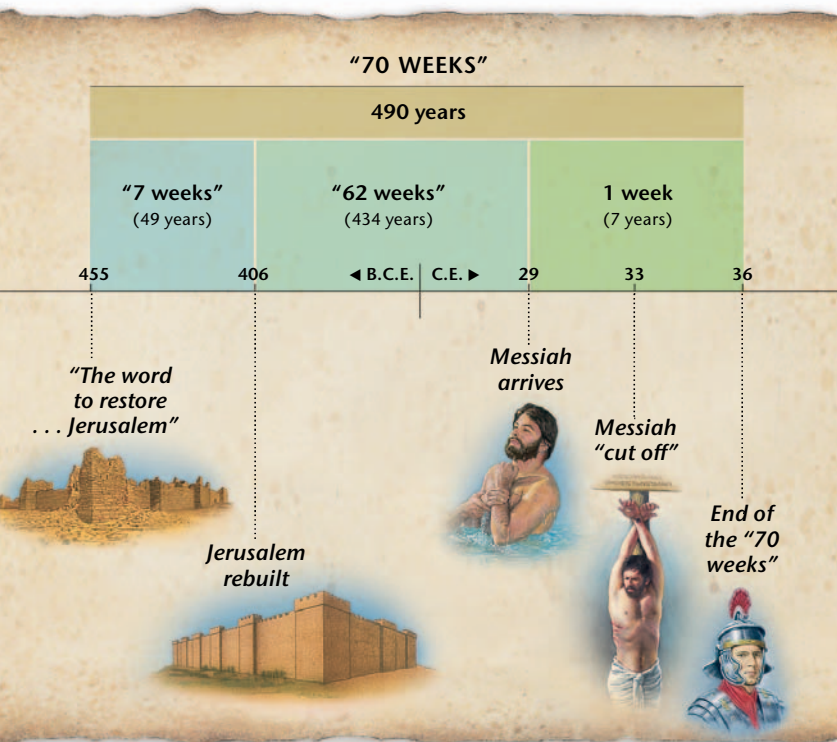 “70 WEEKS”
490 years
“7 weeks”
(49 years)
“62 weeks”
(434 years)
1 week
(7 years)
455
406
◄ B.C.E.
C.E. ►
29
33
36
“The word
to restore
. . . Jerusalem”
Jerusalem
rebuilt
Messiah
arrives
Messiah
“cut off”
End of
the “70
weeks”